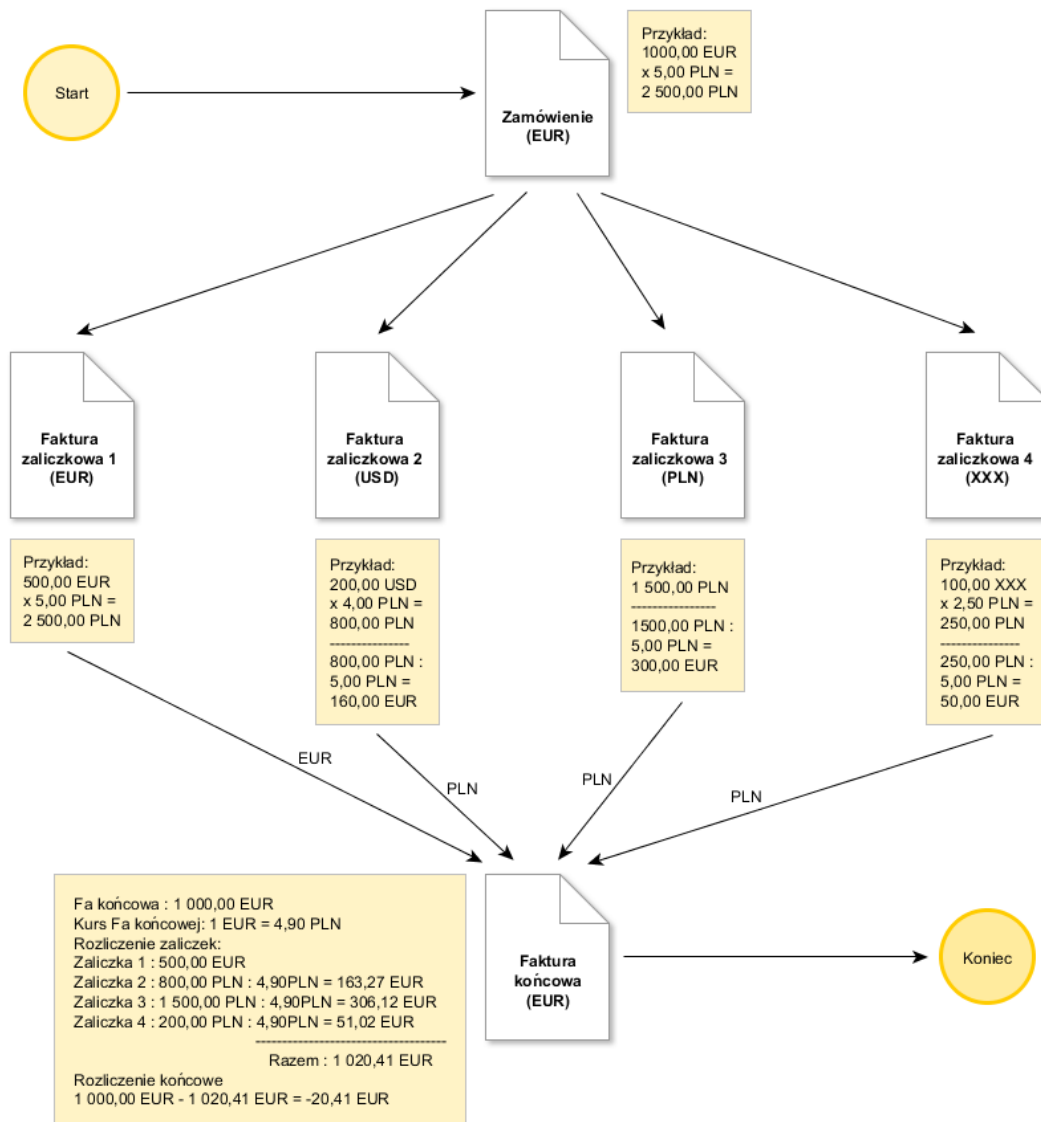 Start
Zamówienie
(EUR)
Przykład:
1000,00 EUR
x 5,00 PLN =
2 500,00 PLN
Faktura
zaliczkowa 1
(EUR)
Faktura
zaliczkowa 2
(USD)
Faktura
zaliczkowa 3
(PLN)
Faktura
zaliczkowa 4
(XXX)
Przykład:
500,00 EUR
x 5,00 PLN =
2 500,00 PLN
Przykład:
200,00 USD
x 4,00 PLN =
800,00 PLN
---------------
800,00 PLN :
5,00 PLN =
160,00 EUR
Przykład:
1 500,00 PLN
----------------
1500,00 PLN :
5,00 PLN =
300,00 EUR
Przykład:
100,00 XXX
x 2,50 PLN =
250,00 PLN
---------------
250,00 PLN :
5,00 PLN =
50,00 EUR
EUR
PLN
PLN
PLN
Fa końcowa : 1 000,00 EUR
Kurs Fa końcowej: 1 EUR = 4,90 PLN
Rozliczenie zaliczek:
Zaliczka 1 : 500,00 EUR
Zaliczka 2 : 800,00 PLN : 4,90PLN = 163,27 EUR
Zaliczka 3 : 1 500,00 PLN : 4,90PLN = 306,12 EUR
Zaliczka 4 : 200,00 PLN : 4,90PLN = 51,02 EUR
------------------------------------
Razem : 1 020,41 EUR
Rozliczenie końcowe
1 000,00 EUR - 1 020,41 EUR = -20,41 EUR
Faktura
końcowa
(EUR)
Koniec